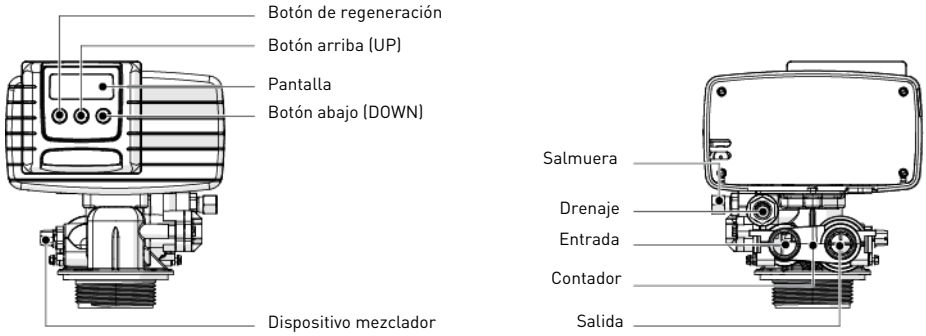 Botón de regeneración
Botón arriba (UP)
Pantalla
Botón abajo (DOWN)
Dispositivo mezclador
Salmuera
Drenaje
Entrada
Contador
Salida